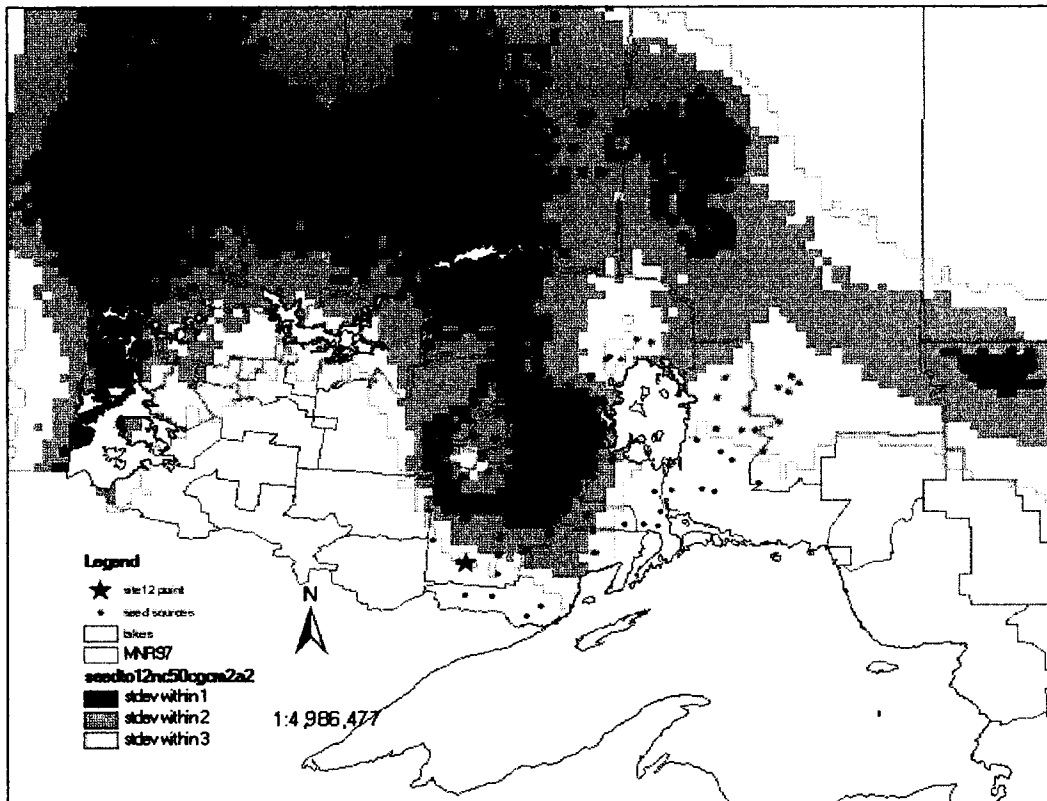 Legend
site12 point
seed sources
lakes
MNR97
seedto12nc50cgcm2a2
stdev within 1
stdev within 2
stdev within 3
N
1:4,986,477